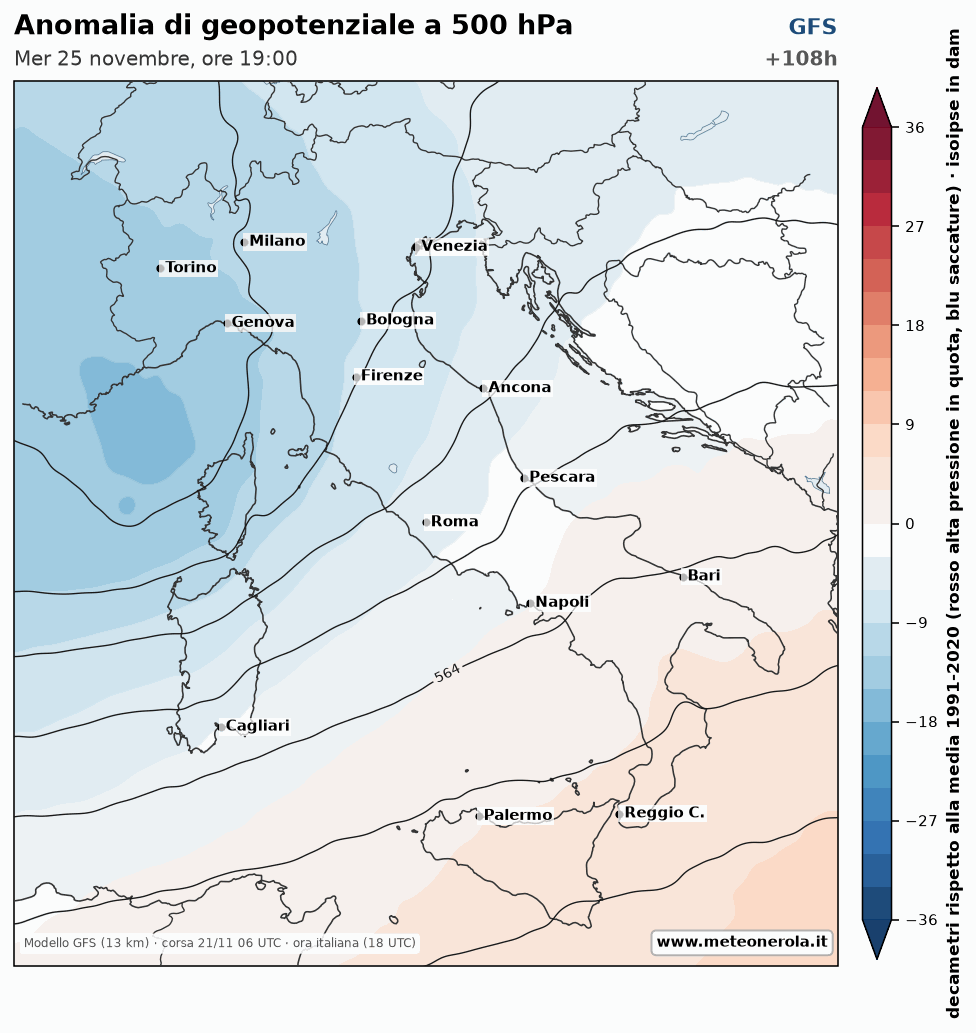 Anomalia di geopotenziale a 500 hPa
GFS
Mer 25 novembre, ore 19:00
+108h
Milano
Venezia
Torino
Genova
Bologna
Firenze
Ancona
Pescara
Roma
Bari
Napoli
564
Cagliari
Palermo
Reggio C.
Modello GFS (13 km) · corsa 21/11 06 UTC · ora italiana (18 UTC)
www.meteonerola.it
36
27
18
9
0
−9
−18
−27
−36
decametri rispetto alla media 1991-2020 (rosso alta pressione in quota, blu saccature) · isoipse in dam